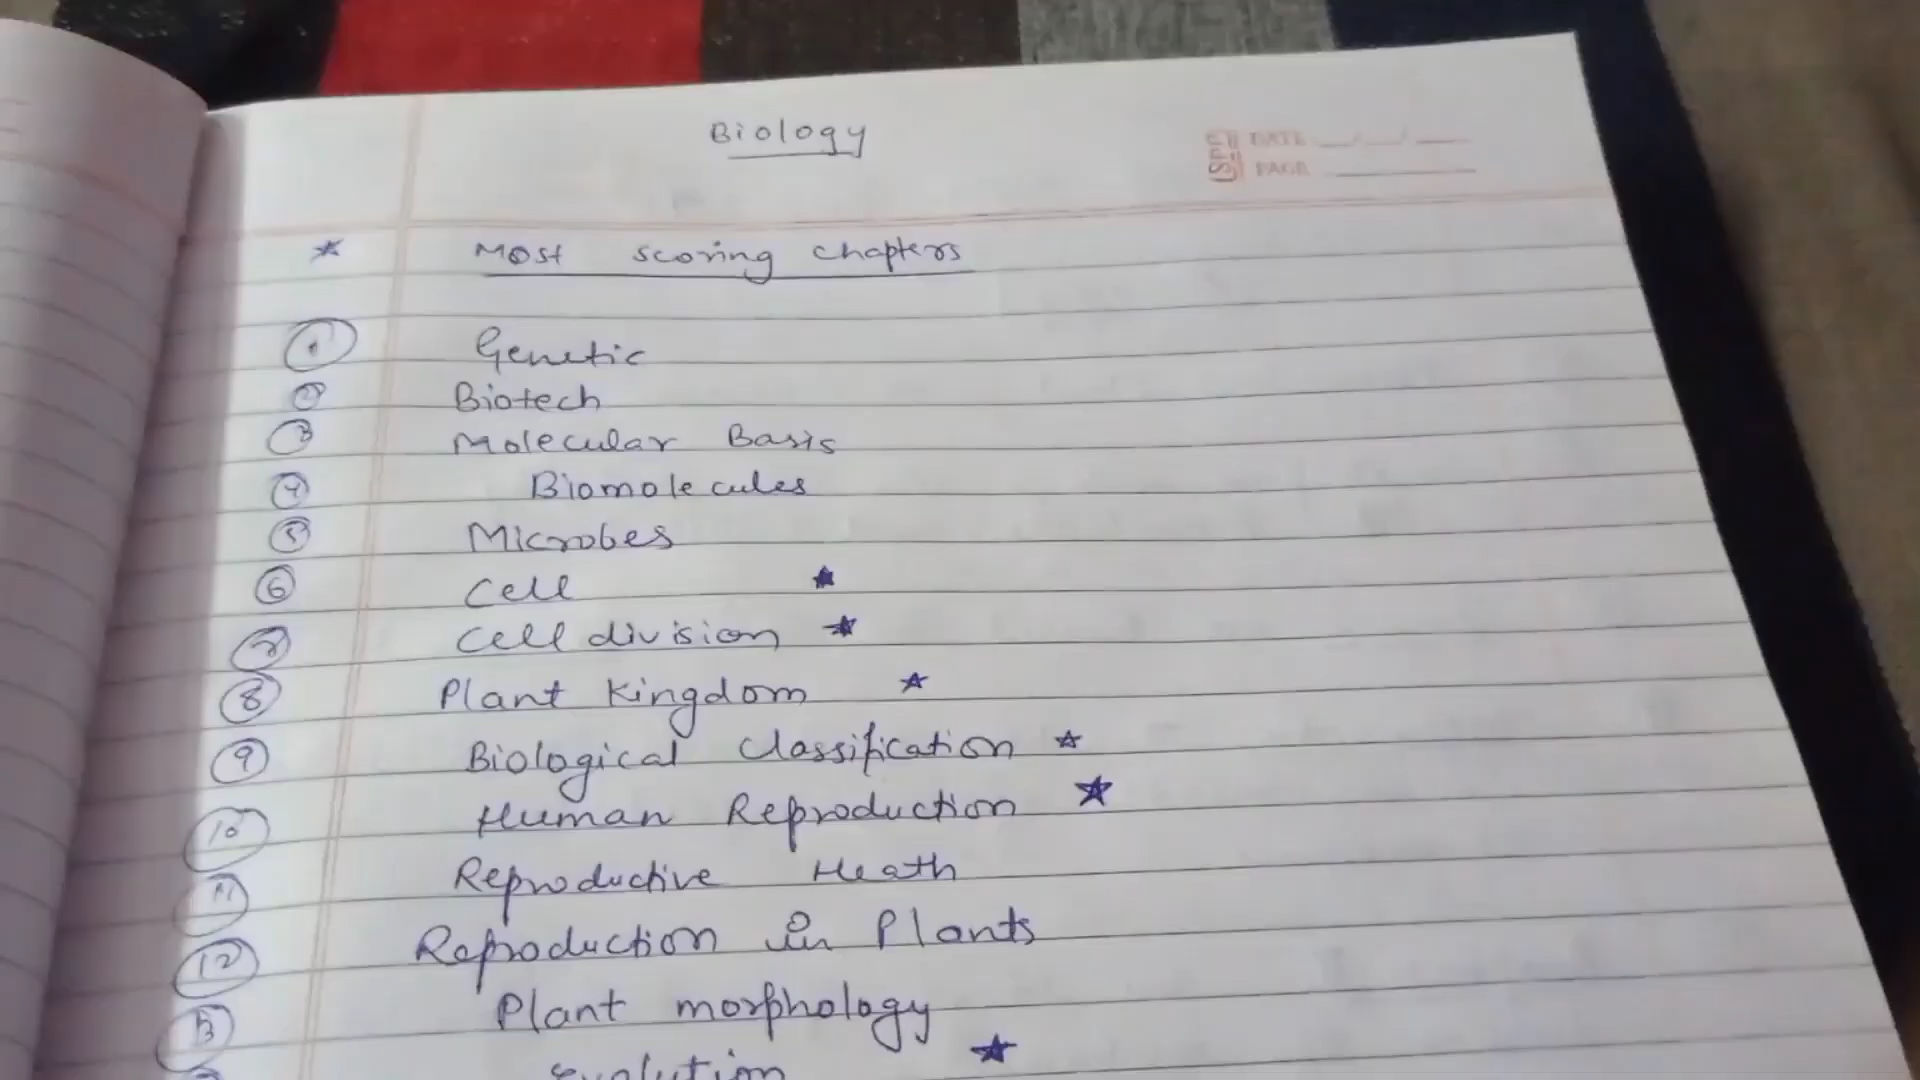 Biology
DATE
PAGE
* Most scoring chapters
1 Genetic
2 Biotech
3 Molecular Basis
4 Biomolecules
5 Microbes
6 Cell ★
7 Cell division ★
8 Plant Kingdom ★
9 Biological Classification ★
10 Human Reproduction ★
11 Reproductive Heath
12 Reproduction in Plants
13 Plant morphology
evolution ★